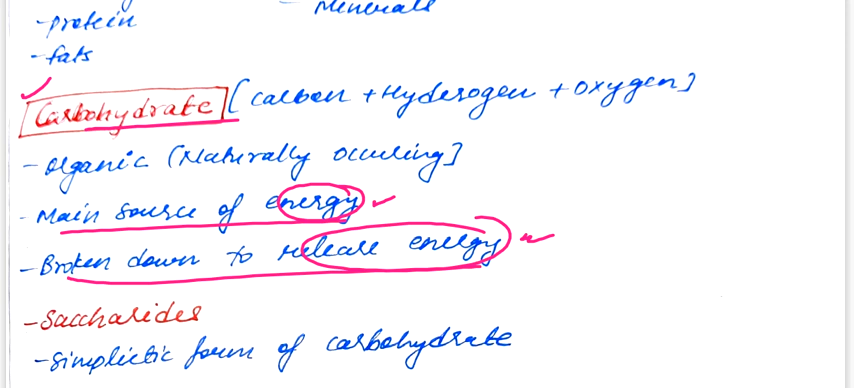 - Minerals
- protein
- fats
Carbohydrate [Carbon + Hyderogen + oxygen]
- organic (Naturally occuring]
- Main source of energy
- Broken down to release energy
- Saccharides
- Simplictic form of carbohydrate